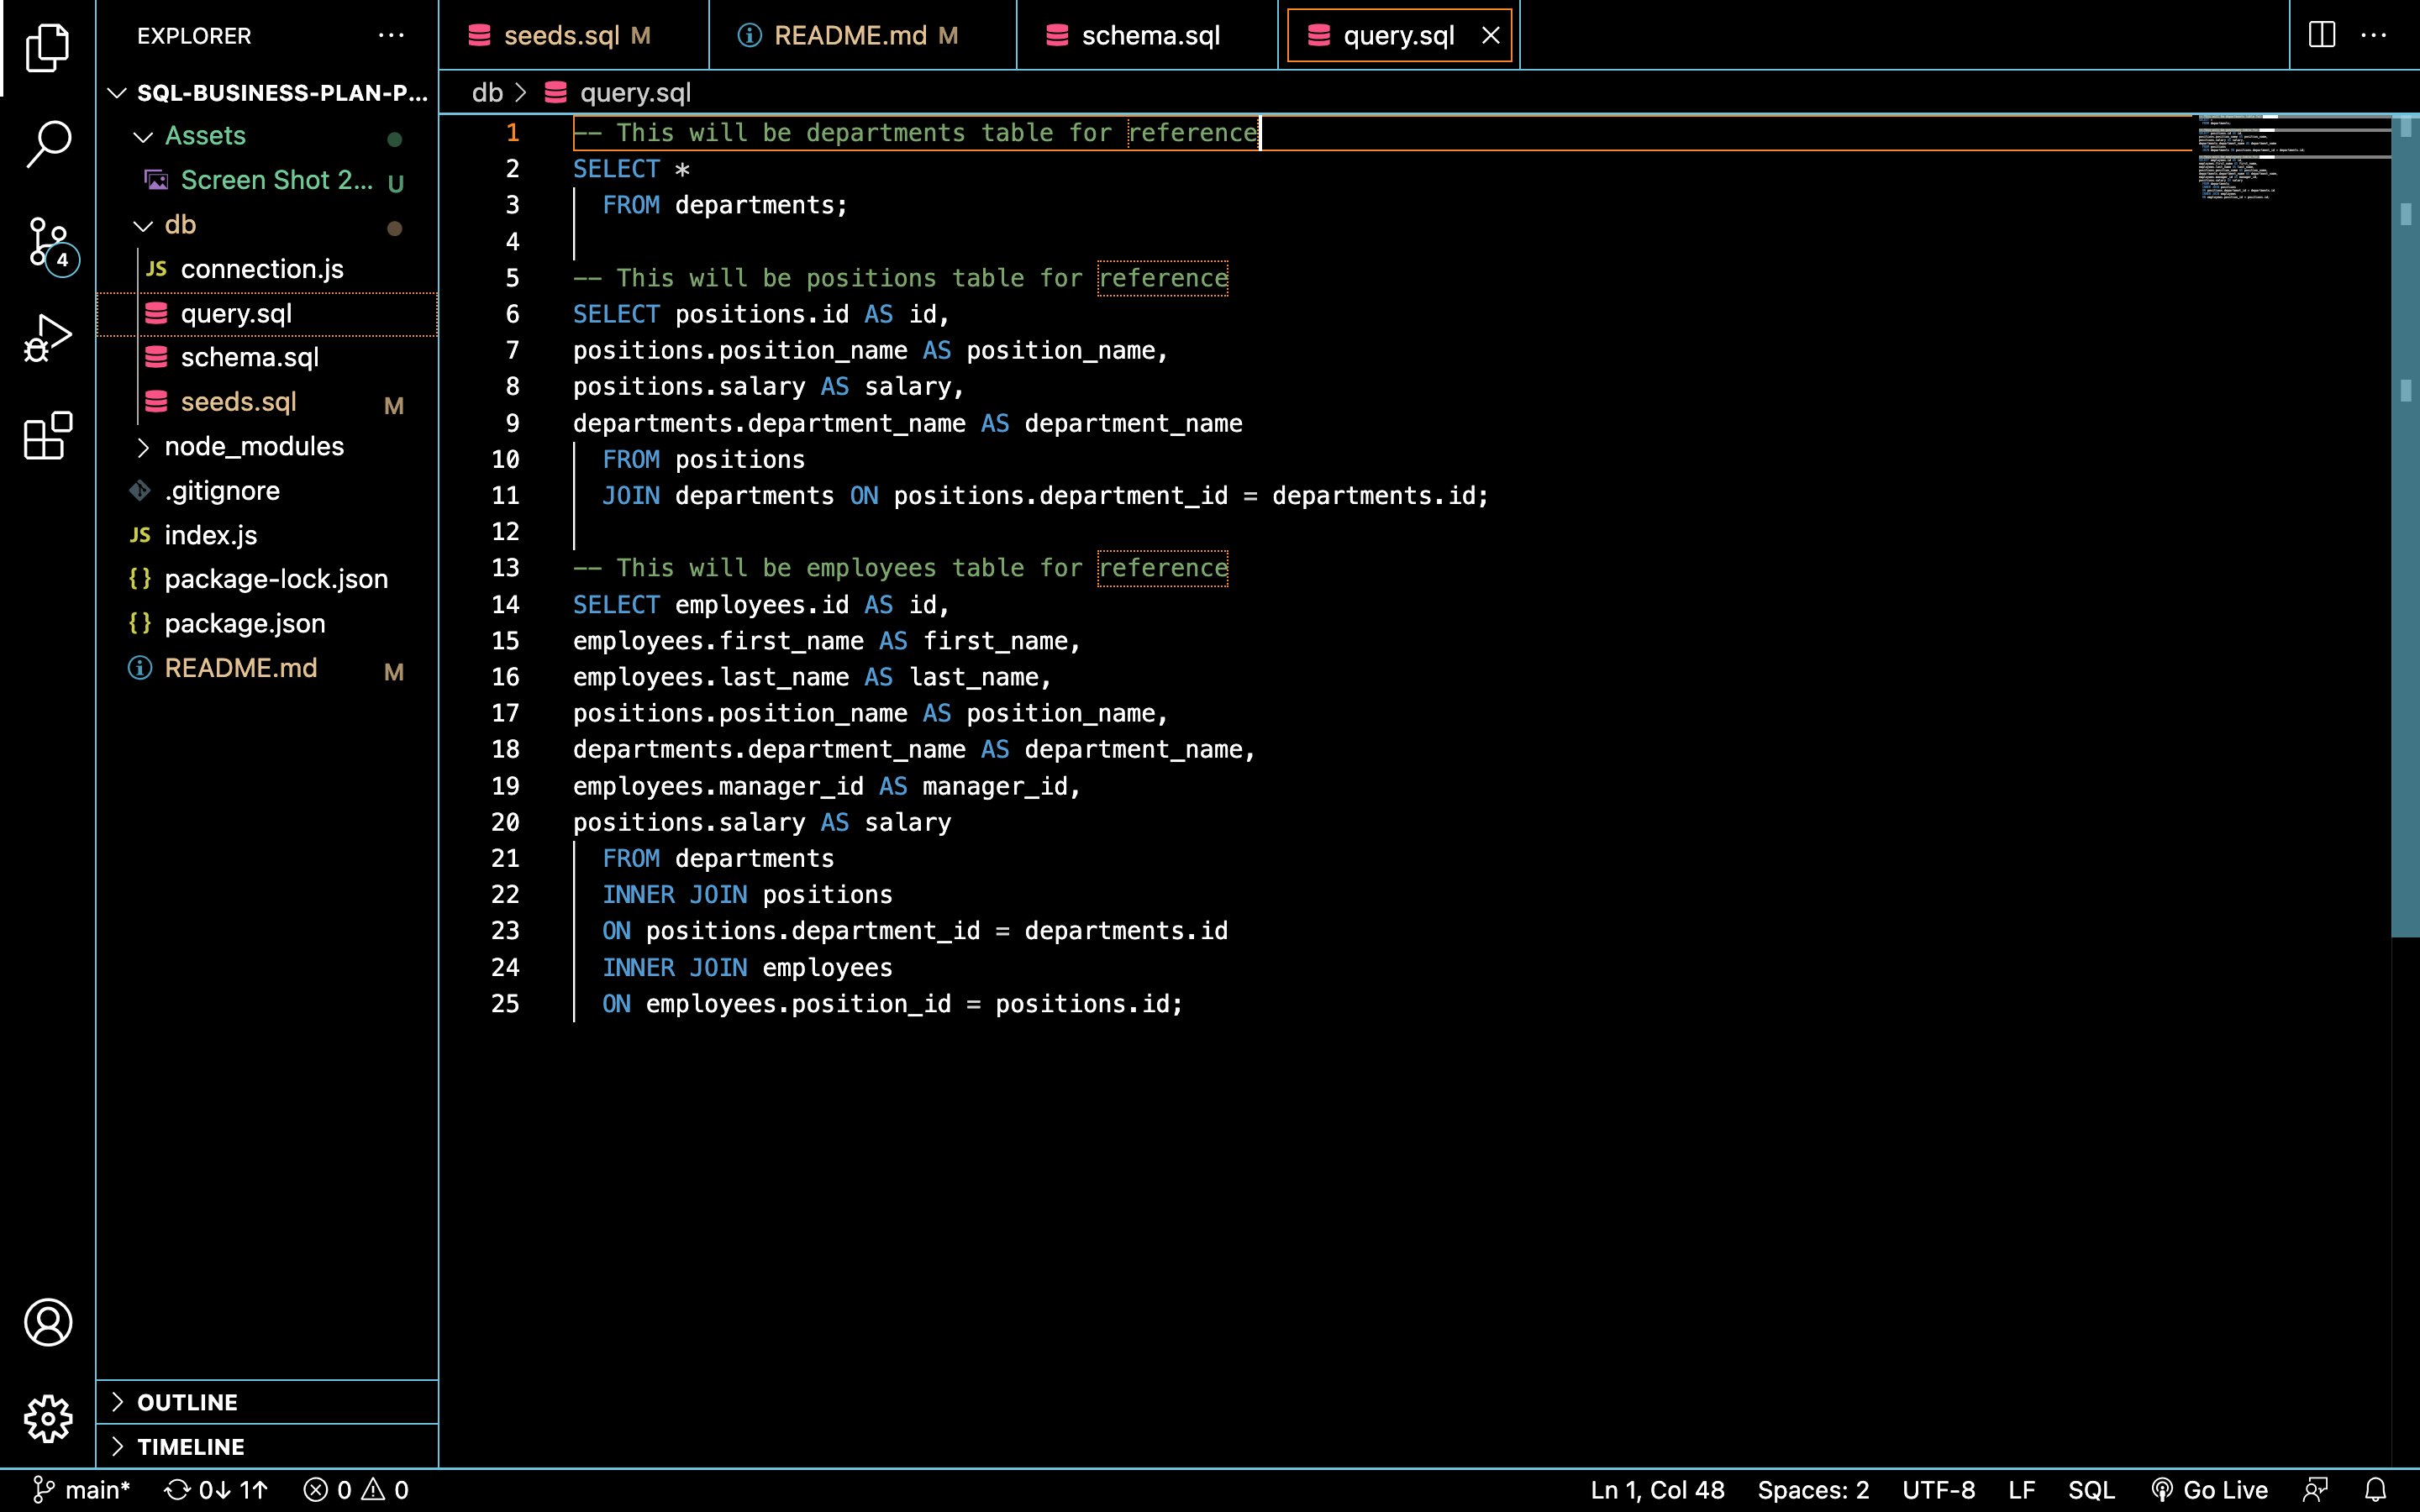 EXPLORER
seeds.sql M
README.md M
schema.sql
query.sql
SQL-BUSINESS-PLAN-P...
Assets
Screen Shot 2... U
db
JS connection.js
query.sql
schema.sql
seeds.sql M
node_modules
.gitignore
JS index.js
{} package-lock.json
{} package.json
README.md M
4
OUTLINE
TIMELINE
db > query.sql
1 -- This will be departments table for reference
2 SELECT *
3 FROM departments;
4
5 -- This will be positions table for reference
6 SELECT positions.id AS id,
7 positions.position_name AS position_name,
8 positions.salary AS salary,
9 departments.department_name AS department_name
10 FROM positions
11 JOIN departments ON positions.department_id = departments.id;
12
13 -- This will be employees table for reference
14 SELECT employees.id AS id,
15 employees.first_name AS first_name,
16 employees.last_name AS last_name,
17 positions.position_name AS position_name,
18 departments.department_name AS department_name,
19 employees.manager_id AS manager_id,
20 positions.salary AS salary
21 FROM departments
22 INNER JOIN positions
23 ON positions.department_id = departments.id
24 INNER JOIN employees
25 ON employees.position_id = positions.id;
main* 0↓ 1↑ 0 0
Ln 1, Col 48 Spaces: 2 UTF-8 LF SQL Go Live